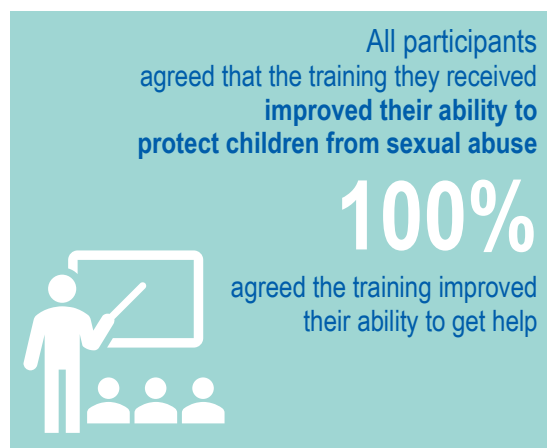 All participants
agreed that the training they received
improved their ability to
protect children from sexual abuse
100%
agreed the training improved
their ability to get help